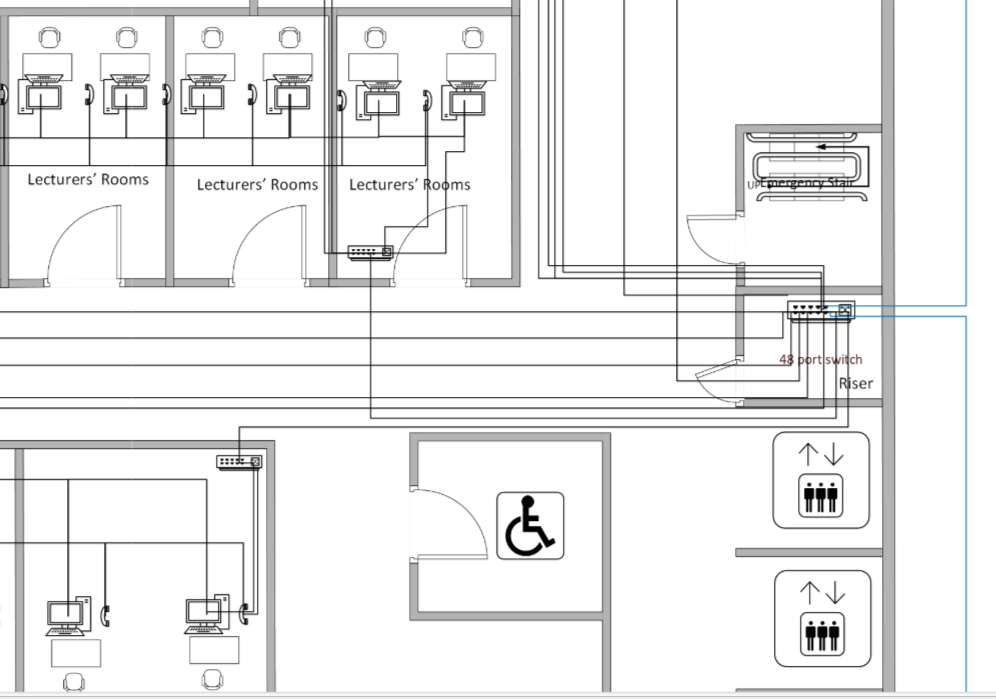 Lecturers’ Rooms
Lecturers’ Rooms
Lecturers’ Rooms
UP
Emergency Stair
48 port switch
Riser